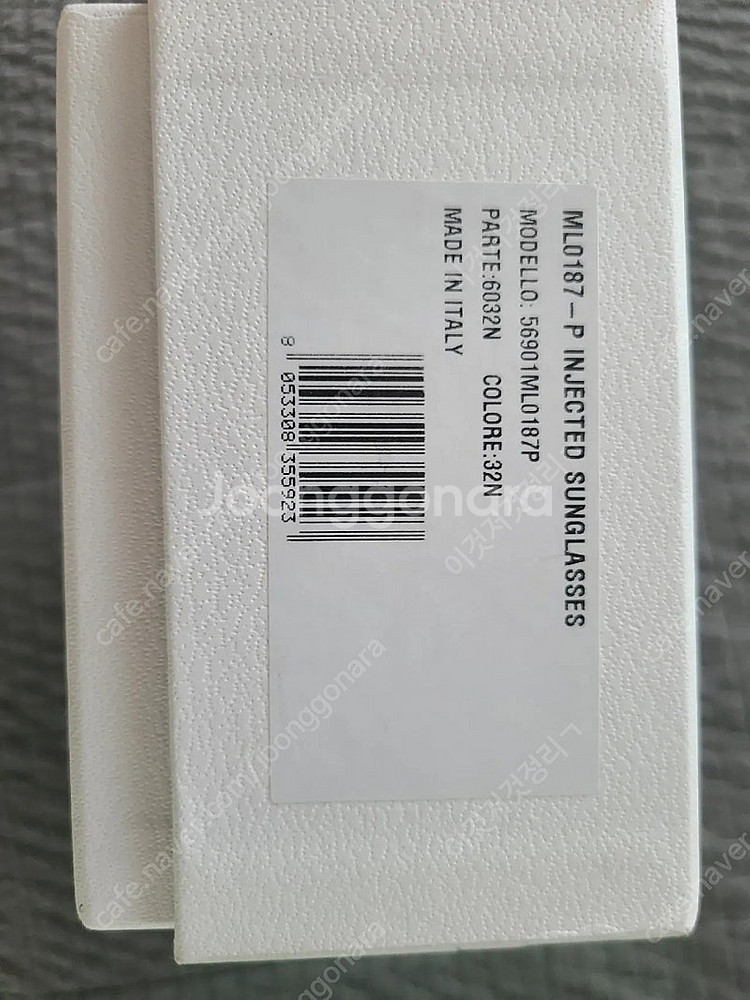 ML0187-P INJECTED SUNGLASSES
MODELLO: 56901ML0187P
PARTE:6032N COLORE:32N
MADE IN ITALY
8 053308 355923
Joonggonara
cafe.naver.com/joonggonara
이것저것정리ㄱ